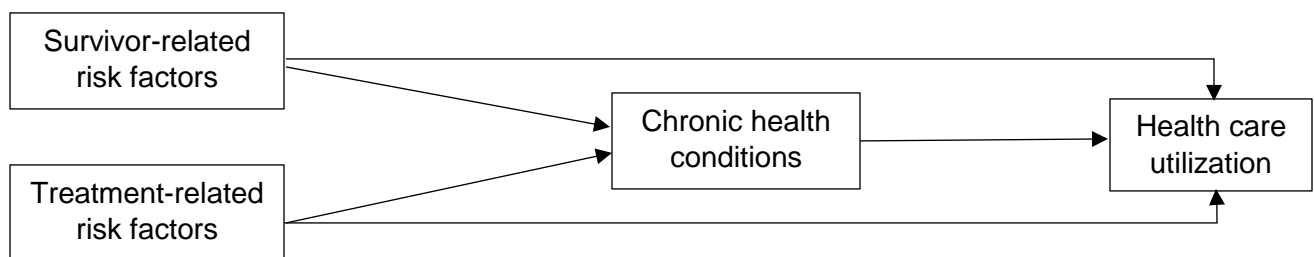 Survivor-related
risk factors
Chronic health
conditions
Health care
utilization
Treatment-related
risk factors